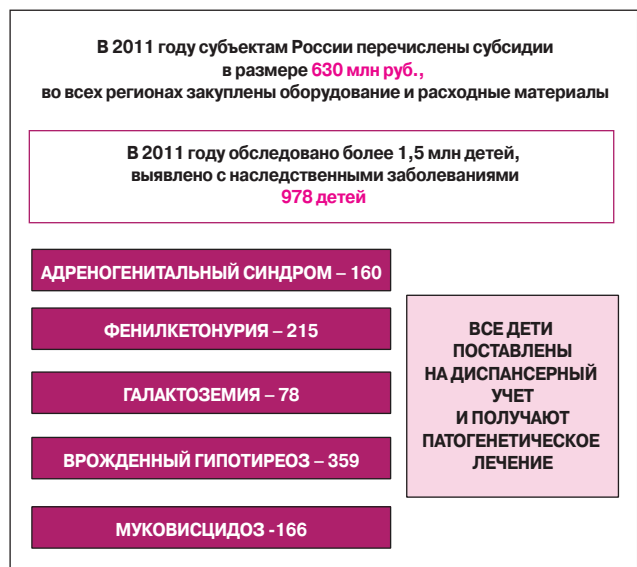 В 2011 году субъектам России перечислены субсидии
в размере 630 млн руб.,
во всех регионах закуплены оборудование и расходные материалы
В 2011 году обследовано более 1,5 млн детей,
выявлено с наследственными заболеваниями
978 детей
АДРЕНОГЕНИТАЛЬНЫЙ СИНДРОМ – 160
ФЕНИЛКЕТОНУРИЯ – 215
ГАЛАКТОЗЕМИЯ – 78
ВРОЖДЕННЫЙ ГИПОТИРЕОЗ – 359
МУКОВИСЦИДОЗ -166
ВСЕ ДЕТИ
ПОСТАВЛЕНЫ
НА ДИСПАНСЕРНЫЙ
УЧЕТ
И ПОЛУЧАЮТ
ПАТОГЕНЕТИЧЕСКОЕ
ЛЕЧЕНИЕ